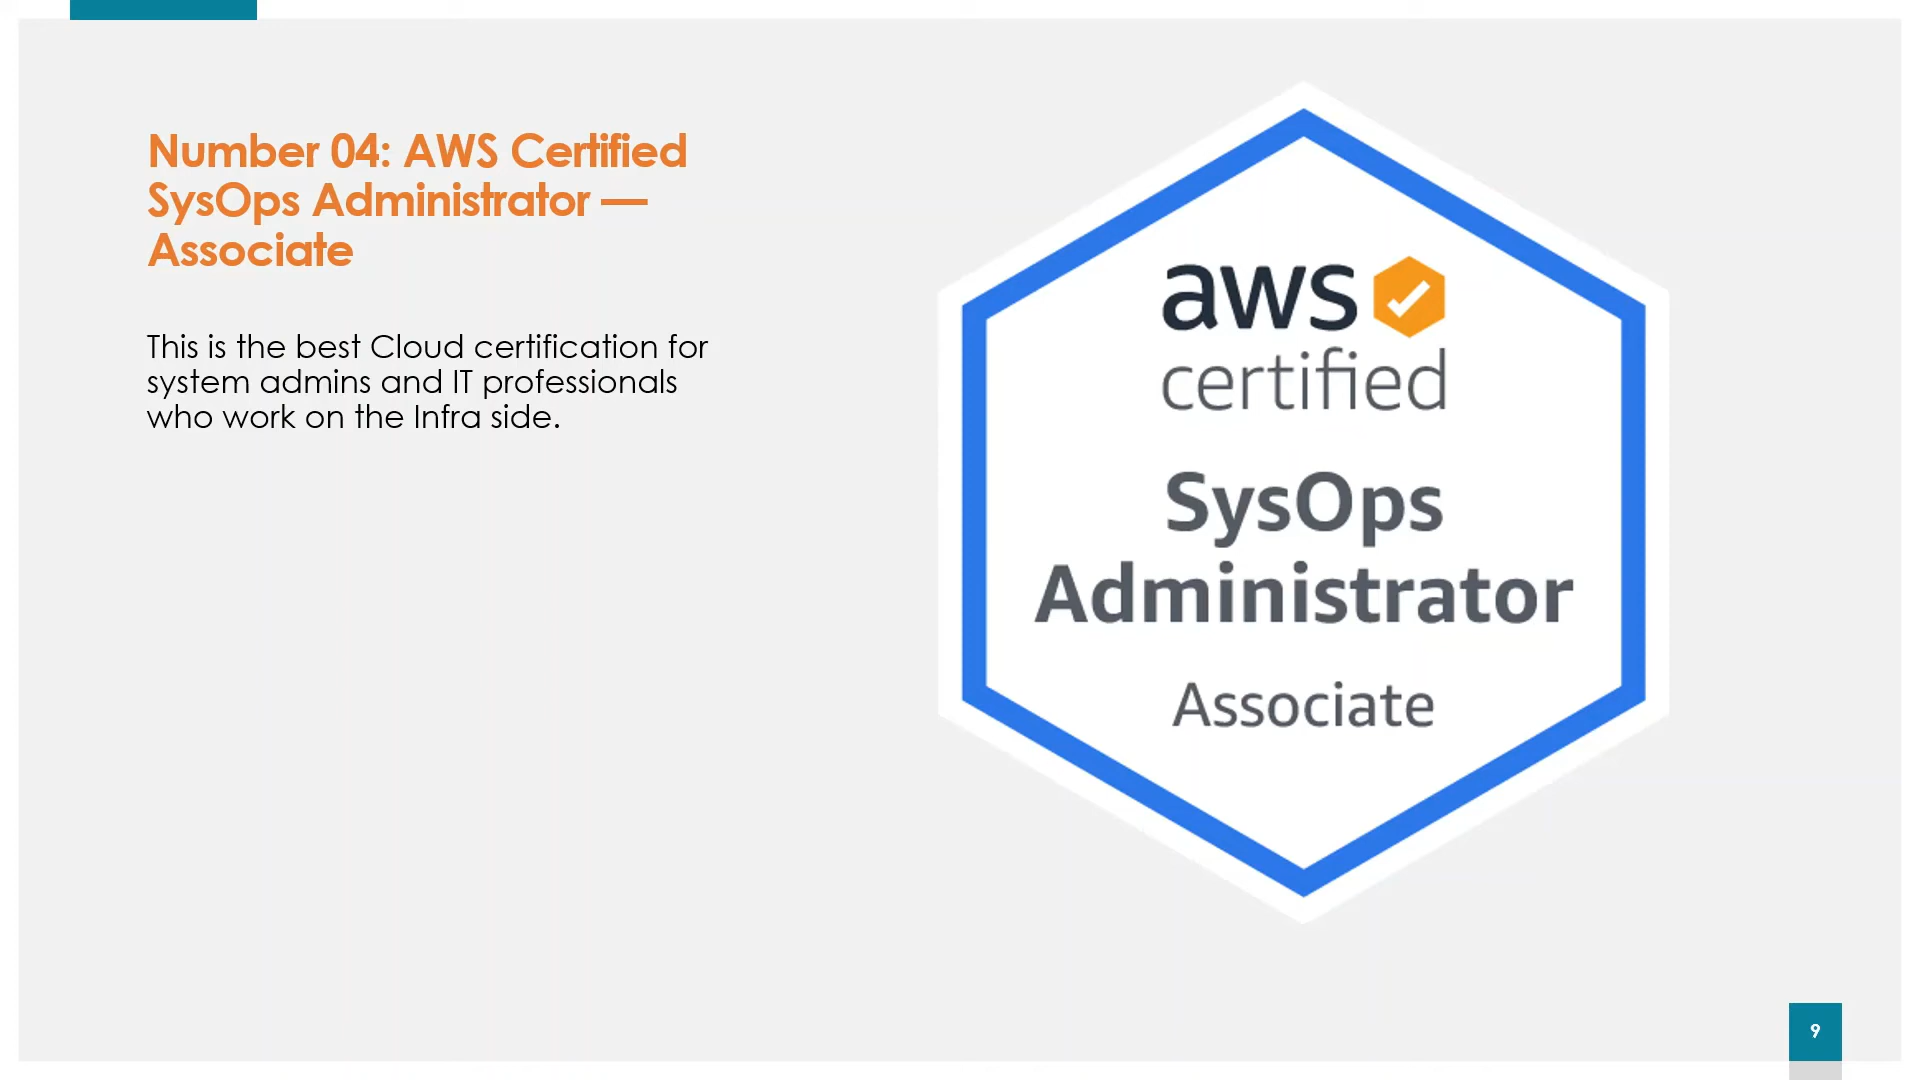 Number 04: AWS Certified
SysOps Administrator —
Associate
This is the best Cloud certification for
system admins and IT professionals
who work on the Infra side.
aws
certified
SysOps
Administrator
Associate
9